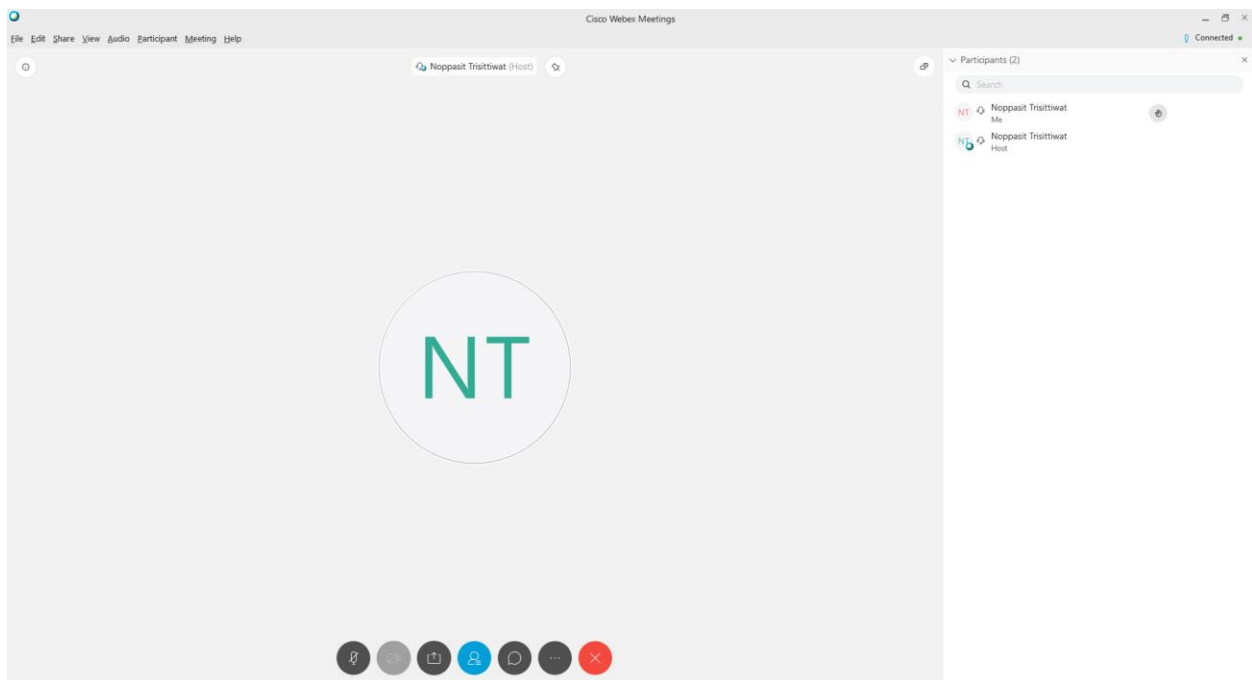 Cisco Webex Meetings
File Edit Share View Audio Participant Meeting Help
Connected
Noppasit Trisittiwat (Host)
NT
Participants (2)
Search
NT Noppasit Trisittiwat
Me
NT Noppasit Trisittiwat
Host